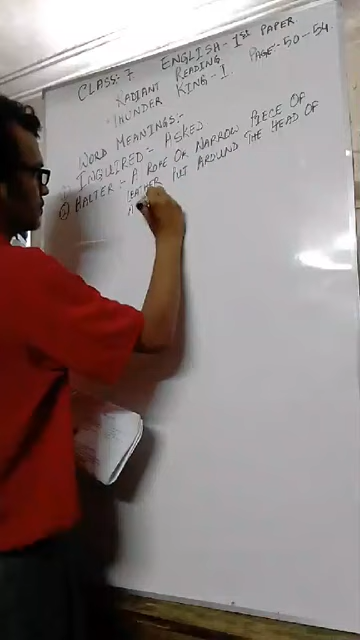 CLASS:- 7 ENGLISH - 1ST PAPER
RADIANT READING PAGE:- 50-54.
THUNDER KING - I.
WORD MEANINGS:-
① INQUIRED:- ASKED
② HALTER:- A ROPE OR NARROW PIECE OF
LEATHER PUT AROUND THE HEAD OF